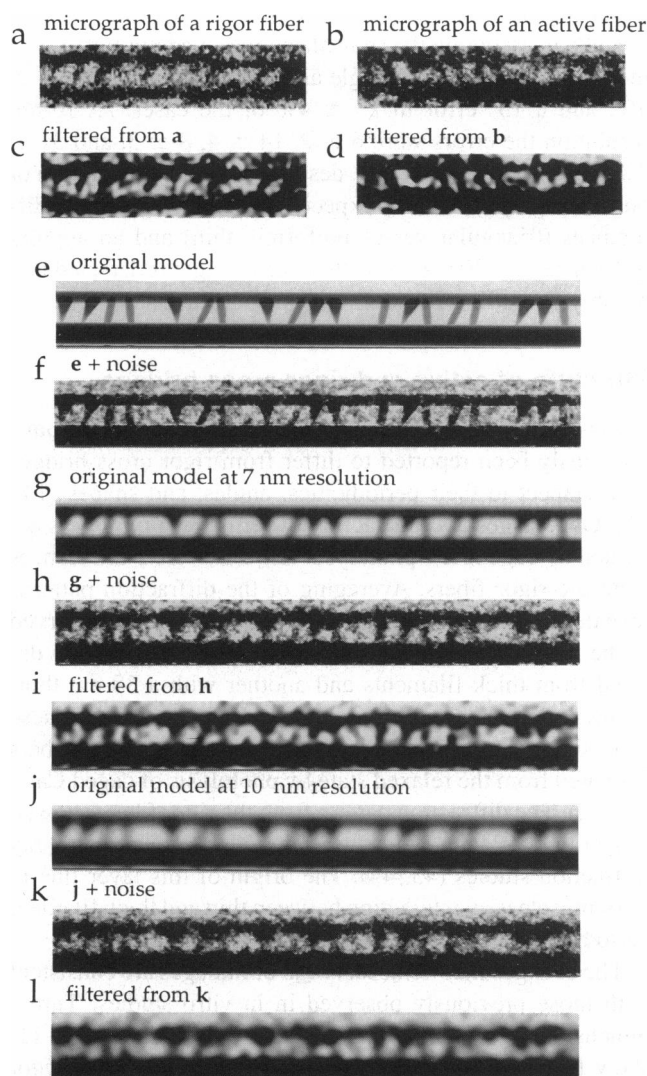 a micrograph of a rigor fiber
b micrograph of an active fiber
c filtered from a
d filtered from b
e original model
f e + noise
g original model at 7 nm resolution
h g + noise
i filtered from h
j original model at 10 nm resolution
k j + noise
l filtered from k